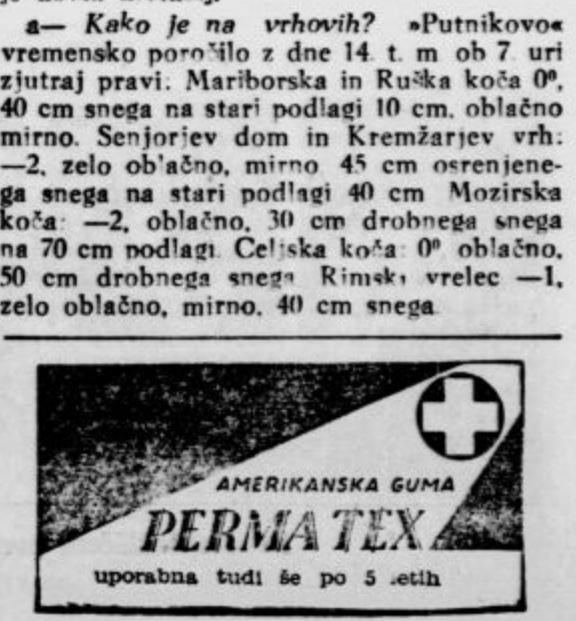 a— Kako je na vrhovih? »Putnikovo«
vremensko poročilo z dne 14. t. m ob 7. uri
zjutraj pravi: Mariborska in Ruška koča 0⁰,
40 cm snega na stari podlagi 10 cm, oblačno
mirno. Senjorjev dom in Kremžarjev vrh:
—2, zelo oblačno, mirno 45 cm osrenjene-
ga snega na stari podlagi 40 cm Mozirska
koča: —2, oblačno, 30 cm drobnega snega
na 70 cm podlagi. Celjska koča: 0⁰ oblačno,
50 cm drobnega snega Rimski vrelec —1,
zelo oblačno, mirno, 40 cm snega
AMERIKANSKA GUMA
PERMATEX
uporabna tudi še po 5 letih